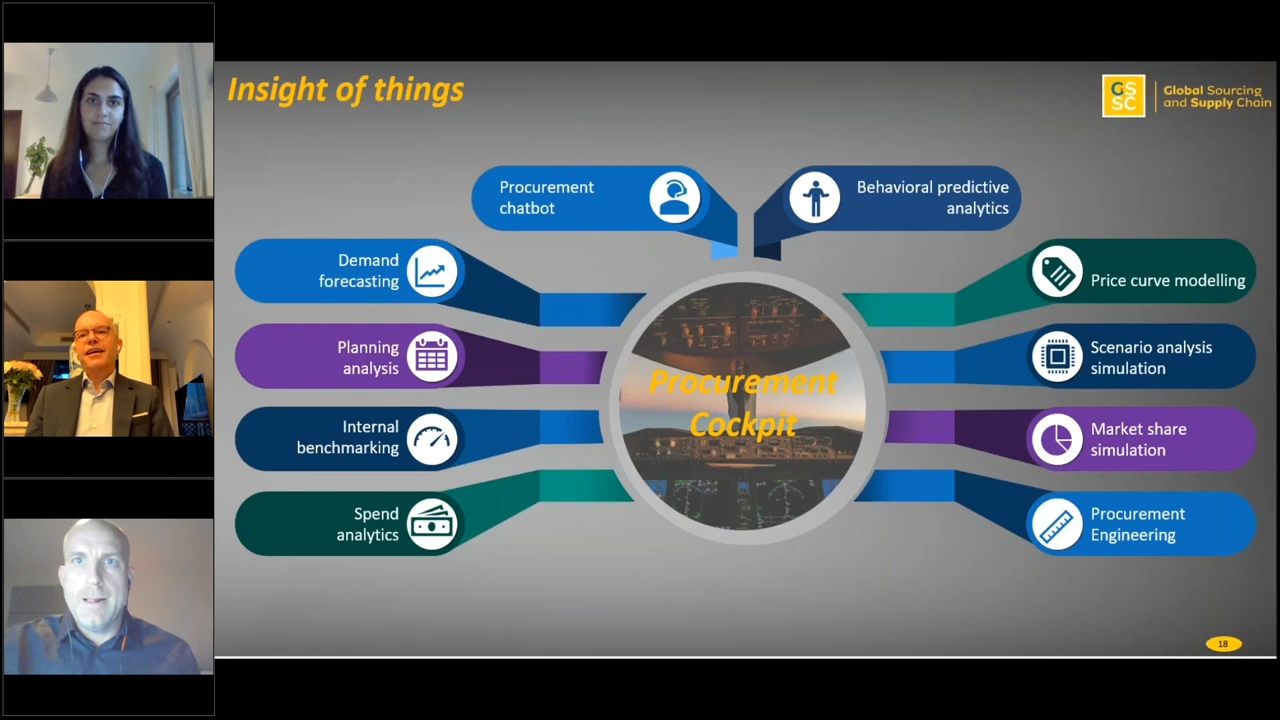 Insight of things
GS
SC
Global Sourcing
and Supply Chain
Procurement
chatbot
Behavioral predictive
analytics
Demand
forecasting
Planning
analysis
Internal
benchmarking
Spend
analytics
Procurement
Cockpit
Price curve modelling
Scenario analysis
simulation
Market share
simulation
Procurement
Engineering
18